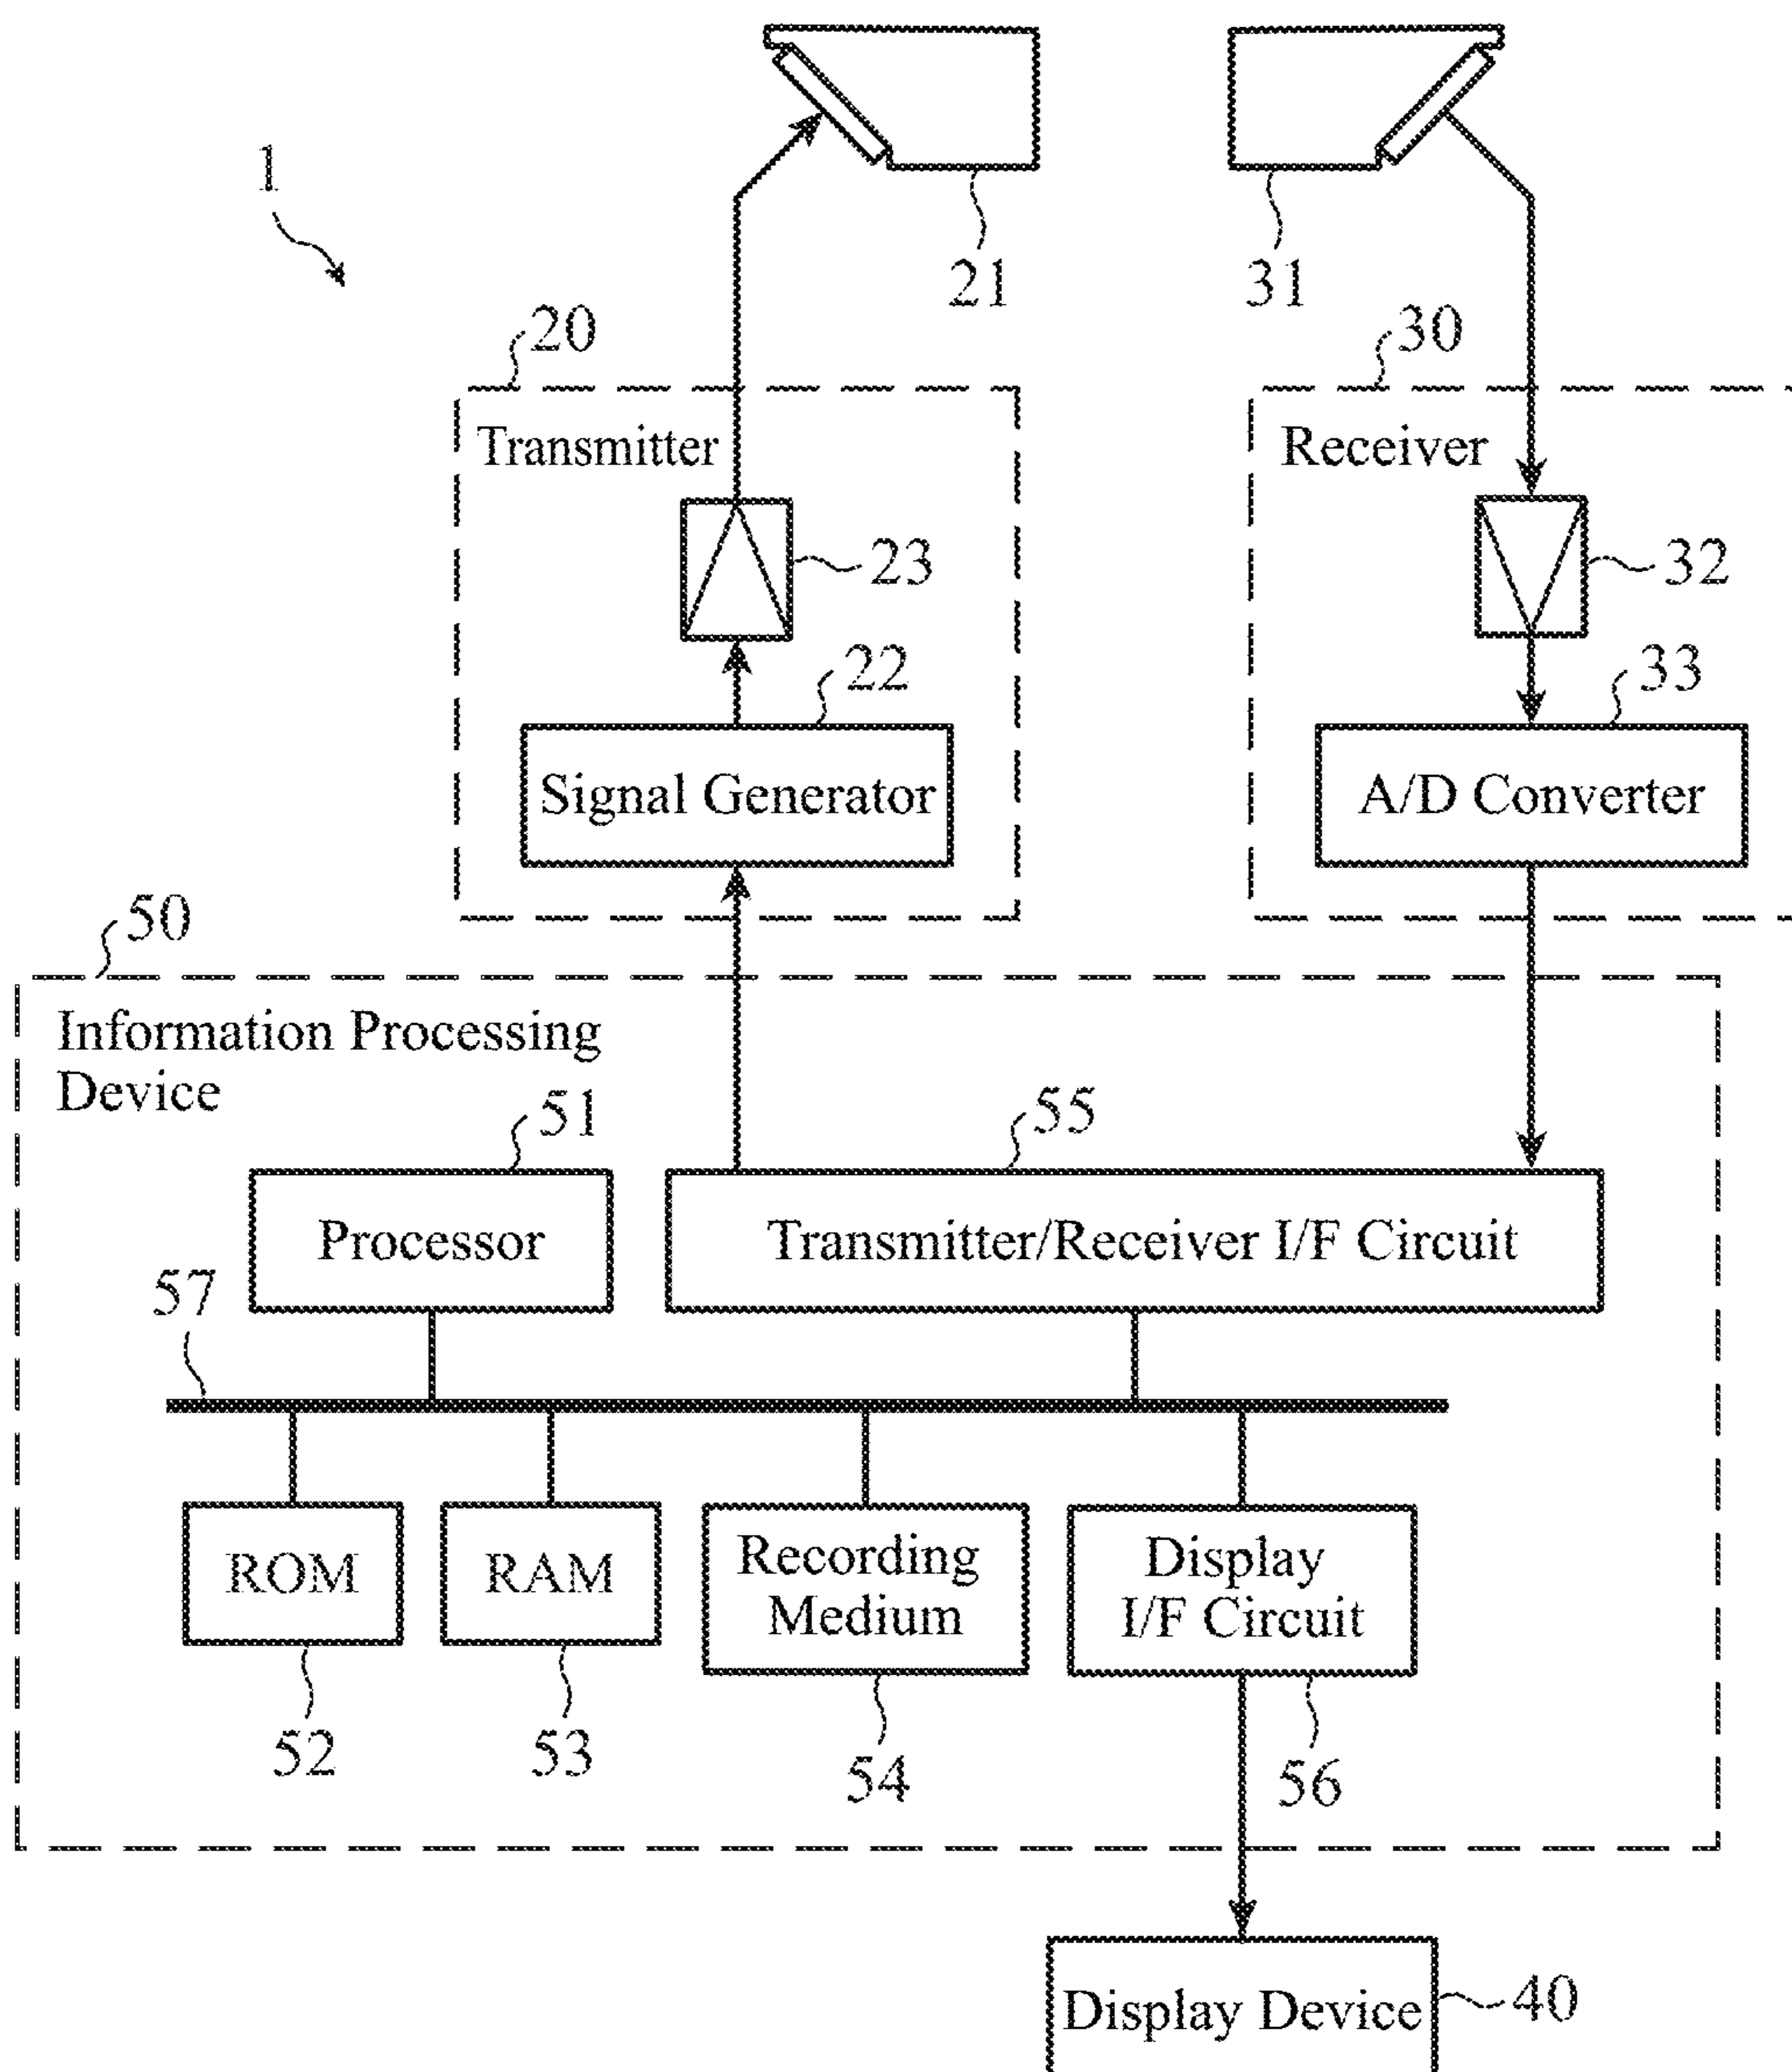 1
21
31
20
30
Transmitter
Receiver
23
32
22
33
Signal Generator
A/D Converter
50
Information Processing
Device
51
55
Processor
Transmitter/Receiver I/F Circuit
57
ROM
RAM
Recording
Medium
Display
I/F Circuit
52
53
54
56
Display Device
40